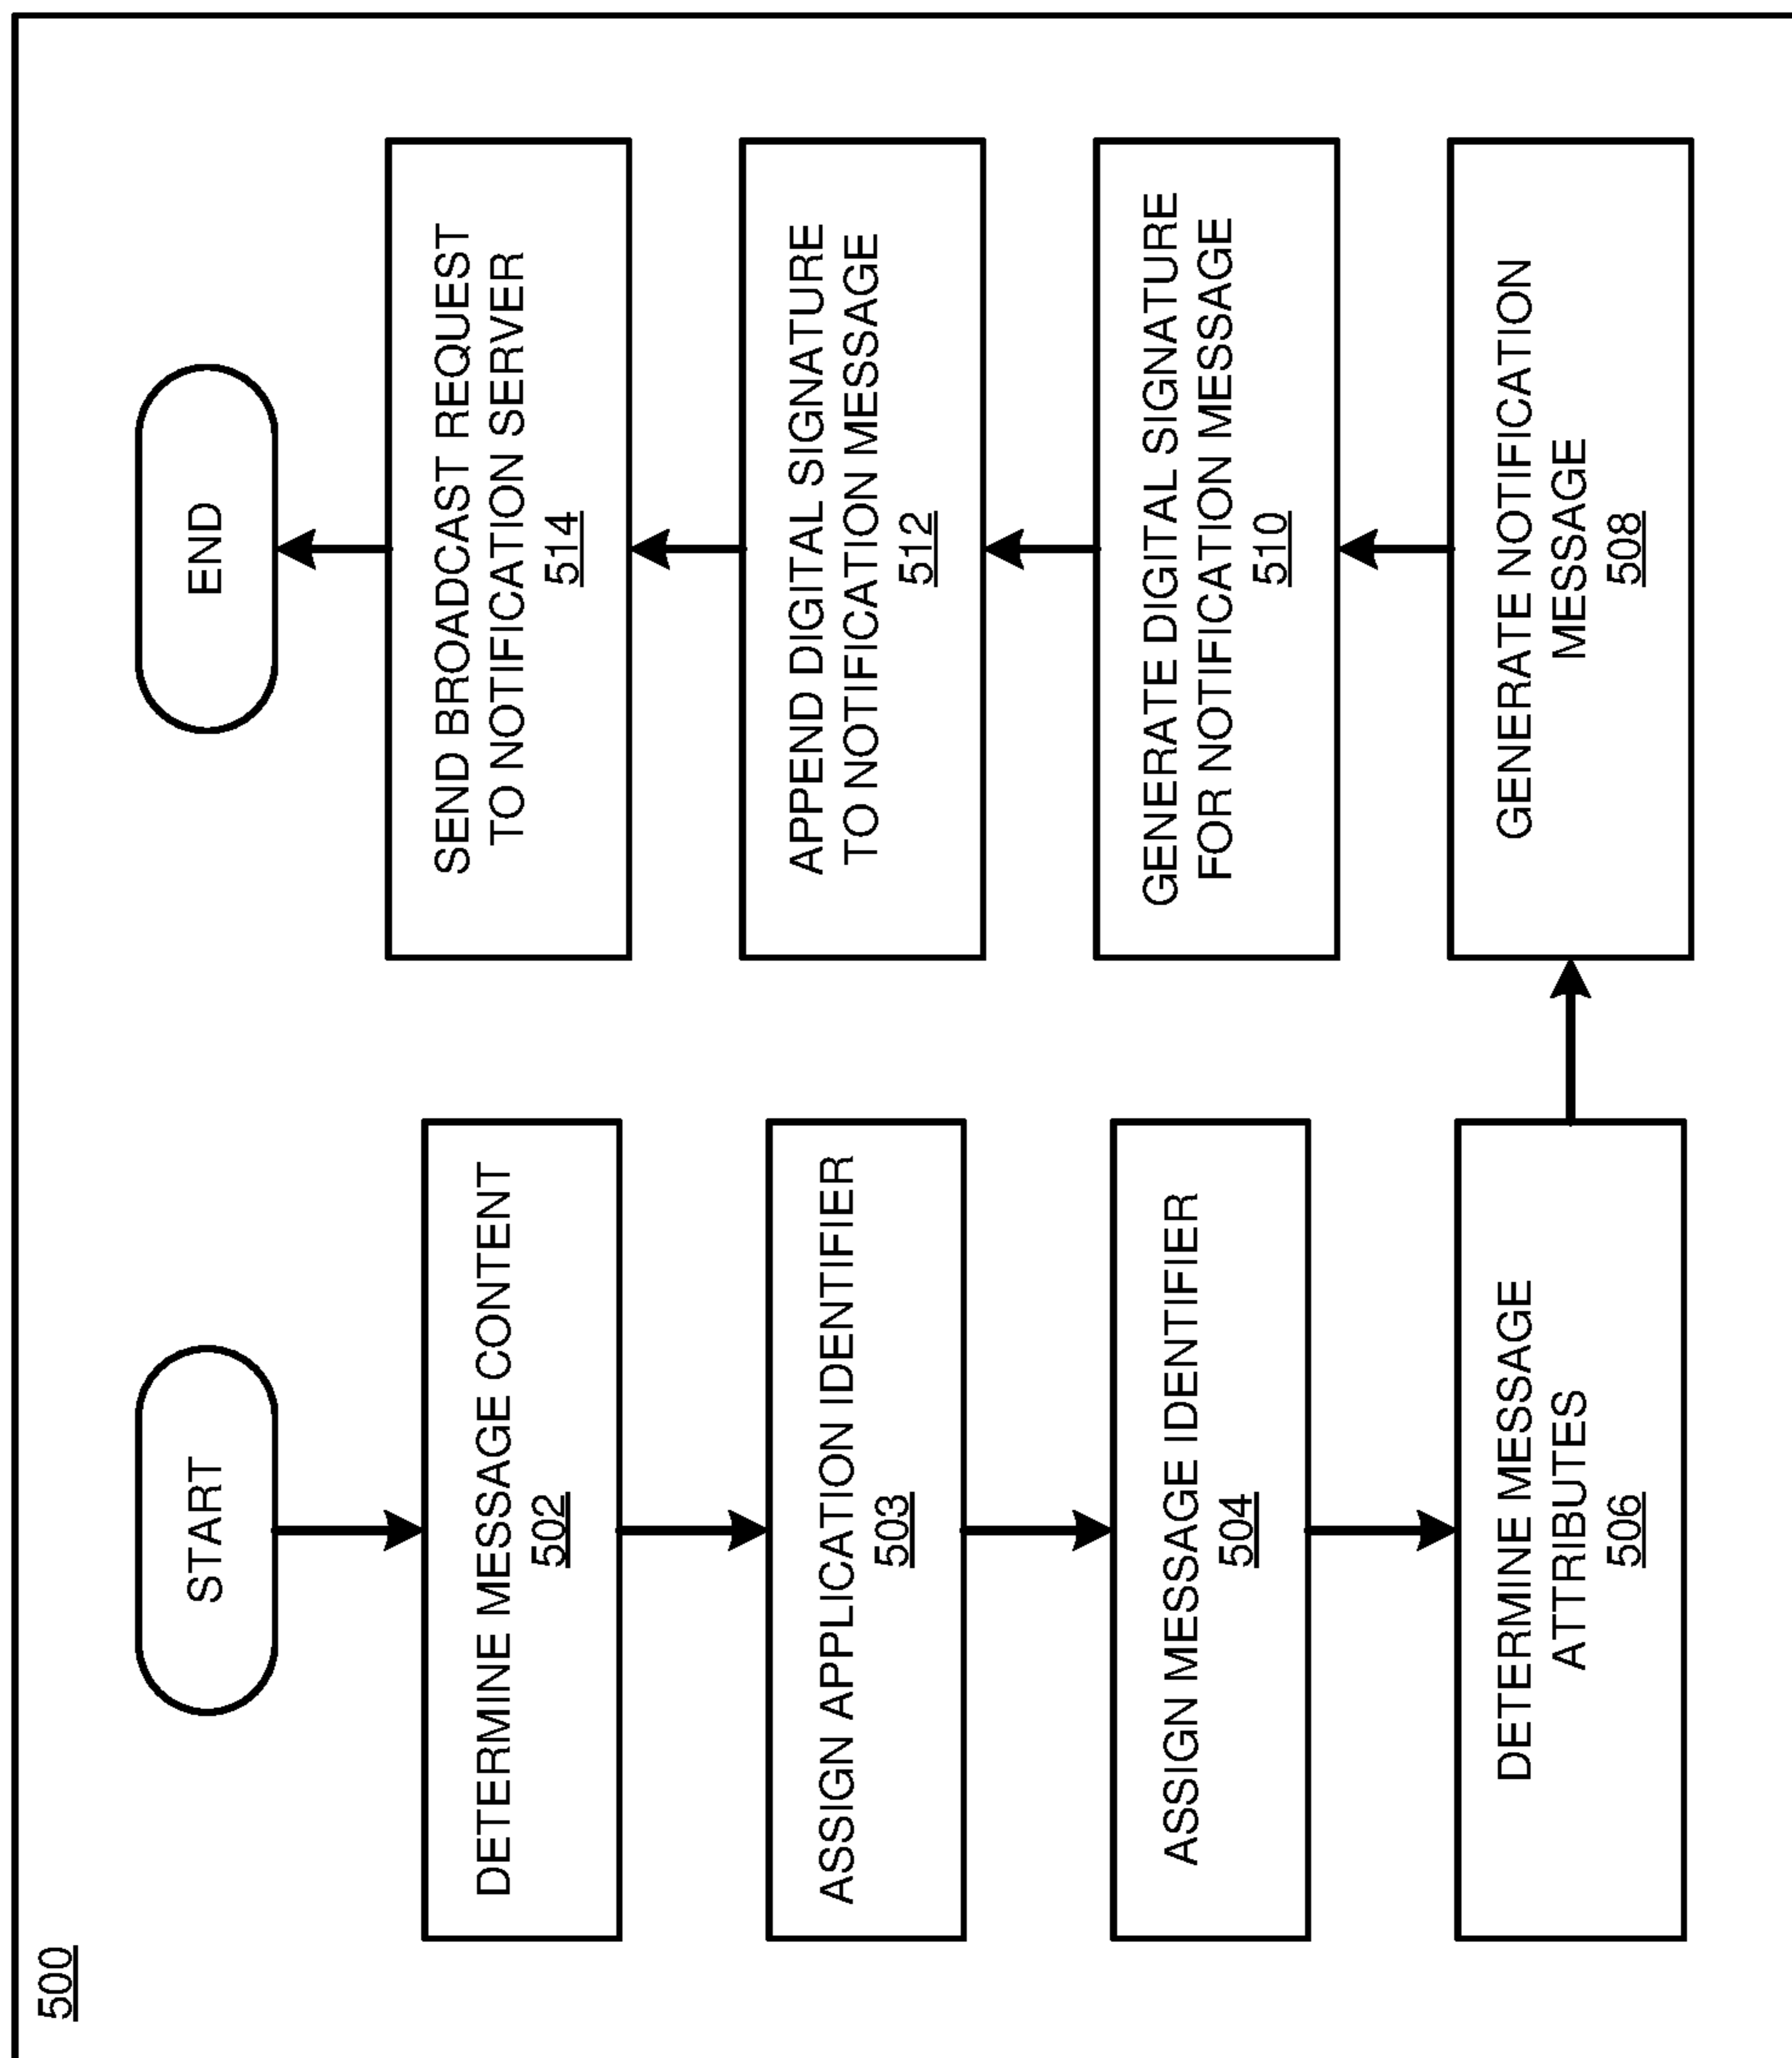 500
START
DETERMINE MESSAGE CONTENT
502
ASSIGN APPLICATION IDENTIFIER
503
ASSIGN MESSAGE IDENTIFIER
504
DETERMINE MESSAGE
ATTRIBUTES
506
GENERATE NOTIFICATION
MESSAGE
508
GENERATE DIGITAL SIGNATURE
FOR NOTIFICATION MESSAGE
510
APPEND DIGITAL SIGNATURE
TO NOTIFICATION MESSAGE
512
SEND BROADCAST REQUEST
TO NOTIFICATION SERVER
514
END